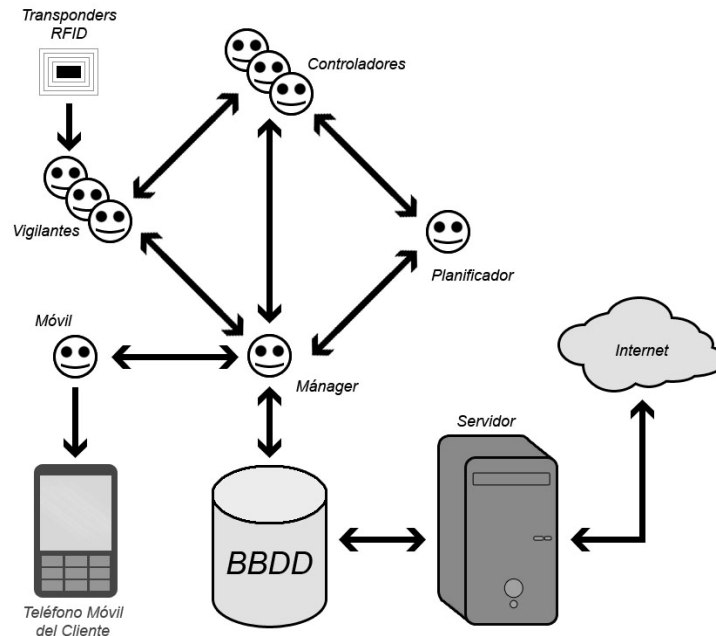 Transponders
RFID
Controladores
Vigilantes
Planificador
Móvil
Mánager
Internet
Servidor
BBDD
Teléfono Móvil
del Cliente